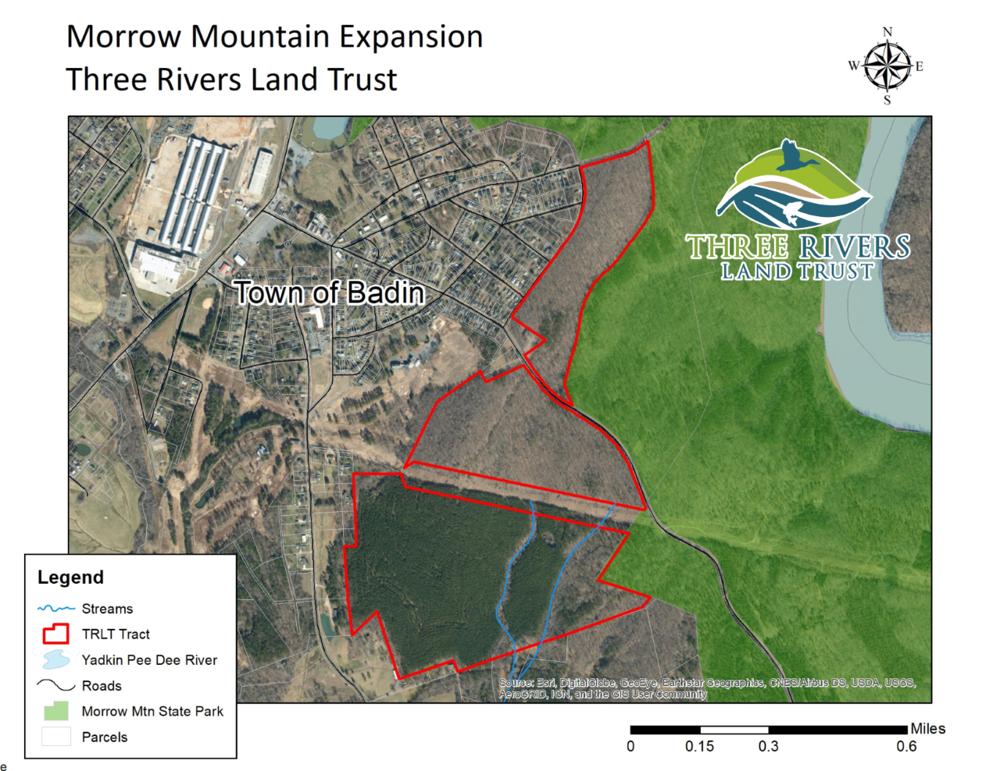 Morrow Mountain Expansion
Three Rivers Land Trust
N
W E
S
THREE RIVERS
LAND TRUST
Town of Badin
Legend
Streams
TRLT Tract
Yadkin Pee Dee River
Roads
Morrow Mtn State Park
Parcels
Source: Esri, DigitalGlobe, GeoEye, Earthstar Geographics, CNES/Airbus DS, USDA, USGS,
AeroGRID, IGN, and the GIS User Community
Miles
0 0.15 0.3 0.6
e